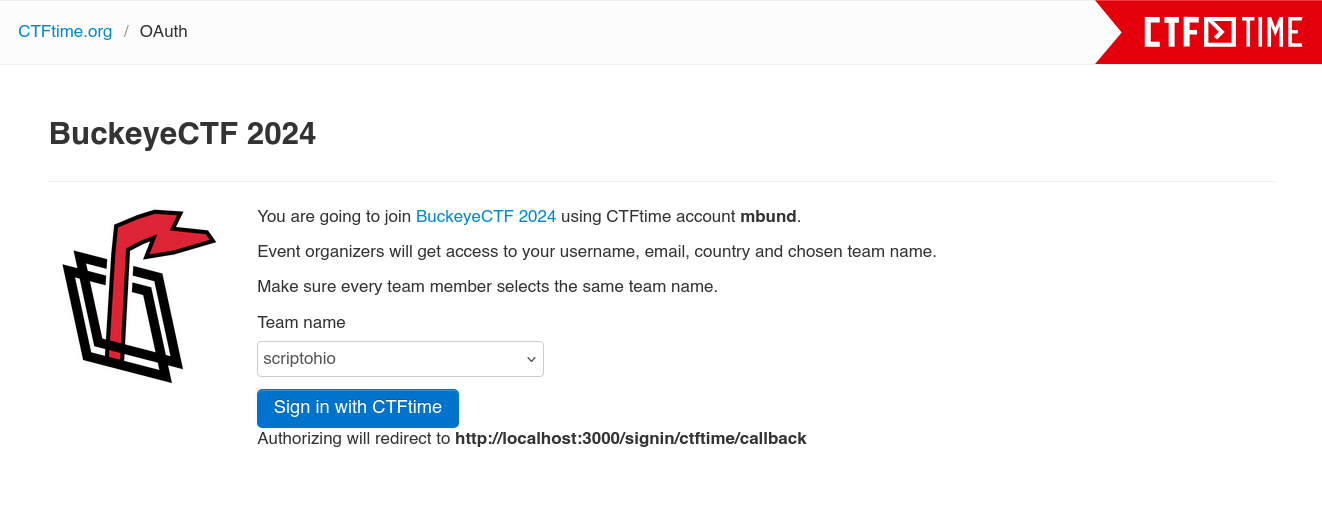 CTFtime.org / OAuth
CTF TIME
BuckeyeCTF 2024
You are going to join BuckeyeCTF 2024 using CTFtime account mbund.
Event organizers will get access to your username, email, country and chosen team name.
Make sure every team member selects the same team name.
Team name
scriptohio
Sign in with CTFtime
Authorizing will redirect to http://localhost:3000/signin/ctftime/callback